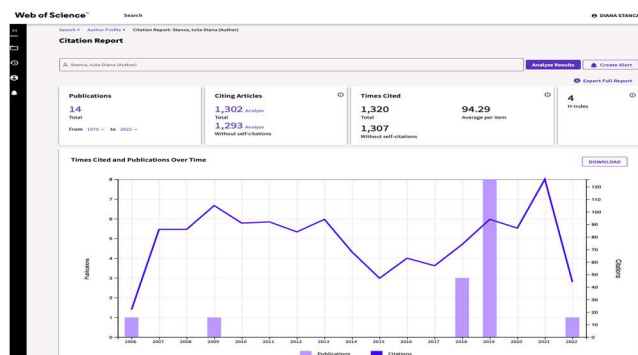 Web of Science™ Search DIANA STANCA
Search > Author Profile > Citation Report: Stanca, Iulia Diana (Author)
Citation Report
Stanca, Iulia Diana (Author)
Analyze Results
Create Alert
Export Full Report
Publications
14
Total
From 1975 to 2022
Citing Articles
1,302 Analyze
Total
1,293 Analyze
Without self-citations
Times Cited
1,320
Total
94.29
Average per item
1,307
Without self-citations
4
H-Index
Times Cited and Publications Over Time
DOWNLOAD
8
7
6
5
4
3
2
1
0
Publications
120
110
100
90
80
70
60
50
40
30
20
10
0
Citations
2006 2007 2008 2009 2010 2011 2012 2013 2014 2015 2016 2017 2018 2019 2020 2021 2022
Publications Citations